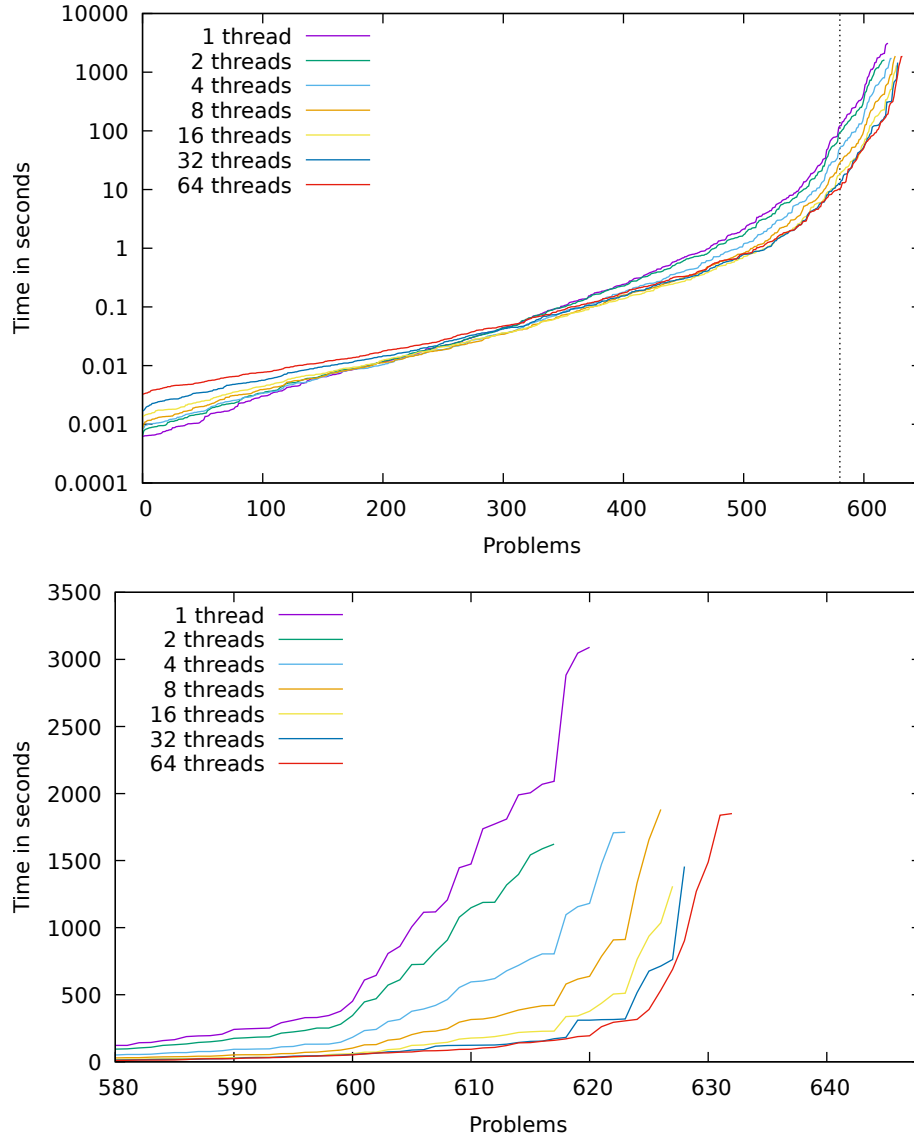 10000
1000
100
10
1
0.1
0.01
0.001
0.0001
Time in seconds
1 thread
2 threads
4 threads
8 threads
16 threads
32 threads
64 threads
0 100 200 300 400 500 600
Problems
3500
3000
2500
2000
1500
1000
500
0
Time in seconds
1 thread
2 threads
4 threads
8 threads
16 threads
32 threads
64 threads
580 590 600 610 620 630 640
Problems